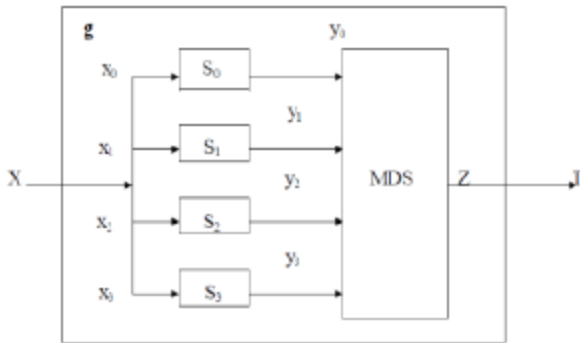 g
y₀
x₀
S₀
y₁
x₁
S₁
X
y₂
MDS
Z
x₂
S₂
y₃
x₃
S₃